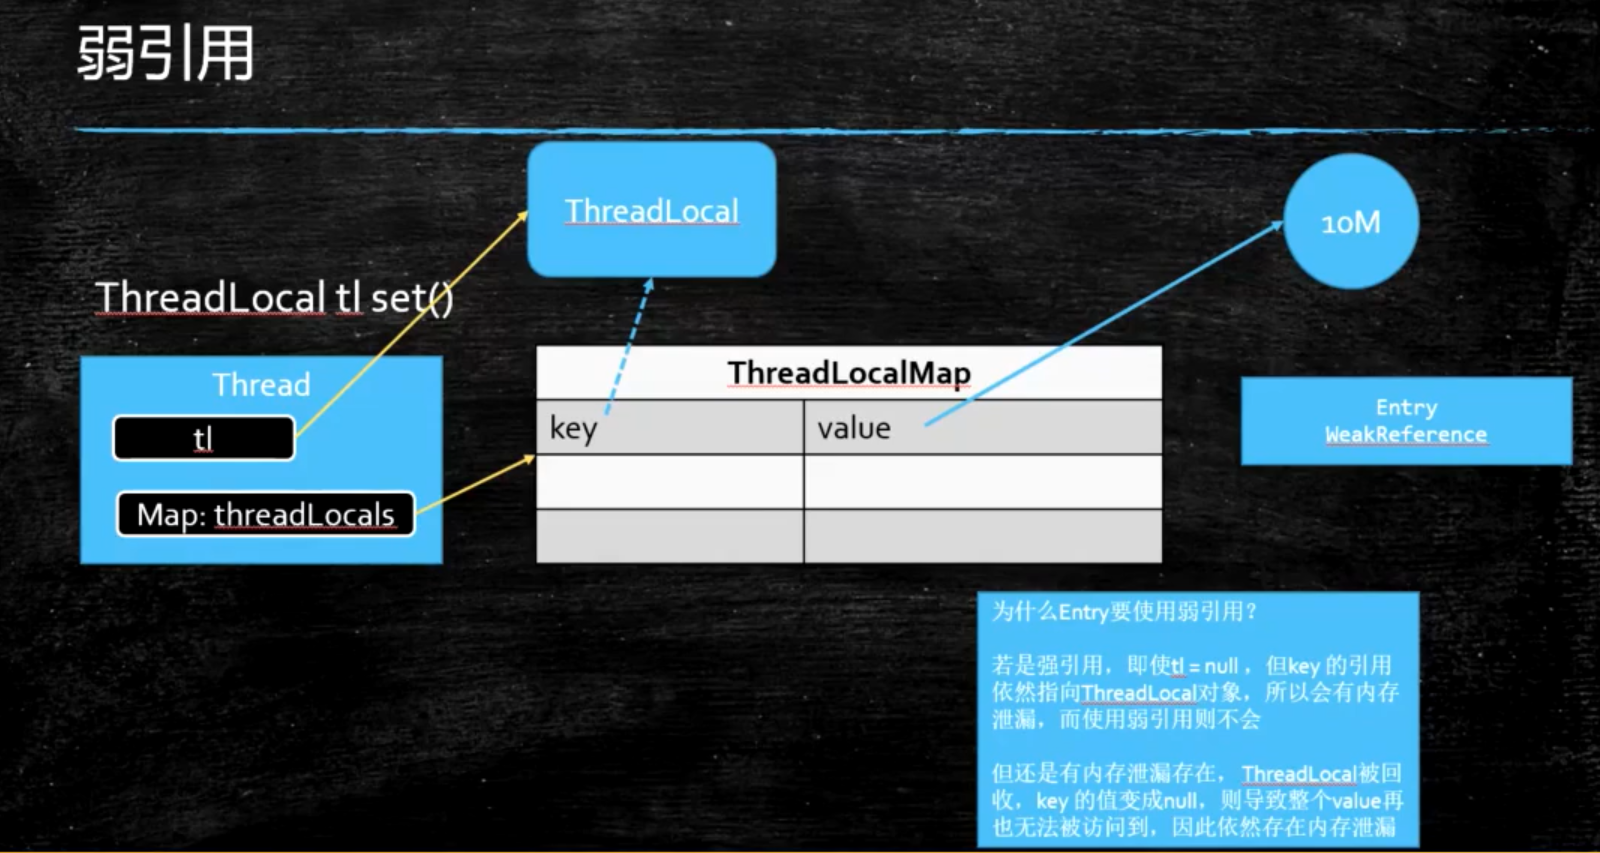 弱引用
ThreadLocal
10M
ThreadLocal tl set()
Thread
tl
Map: threadLocals
ThreadLocalMap
key
value
Entry
WeakReference
为什么Entry要使用弱引用？
若是强引用，即使tl = null，但key 的引用
依然指向ThreadLocal对象，所以会有内存
泄漏，而使用弱引用则不会
但还是有内存泄漏存在，ThreadLocal被回
收，key 的值变成null，则导致整个value再
也无法被访问到，因此依然存在内存泄漏